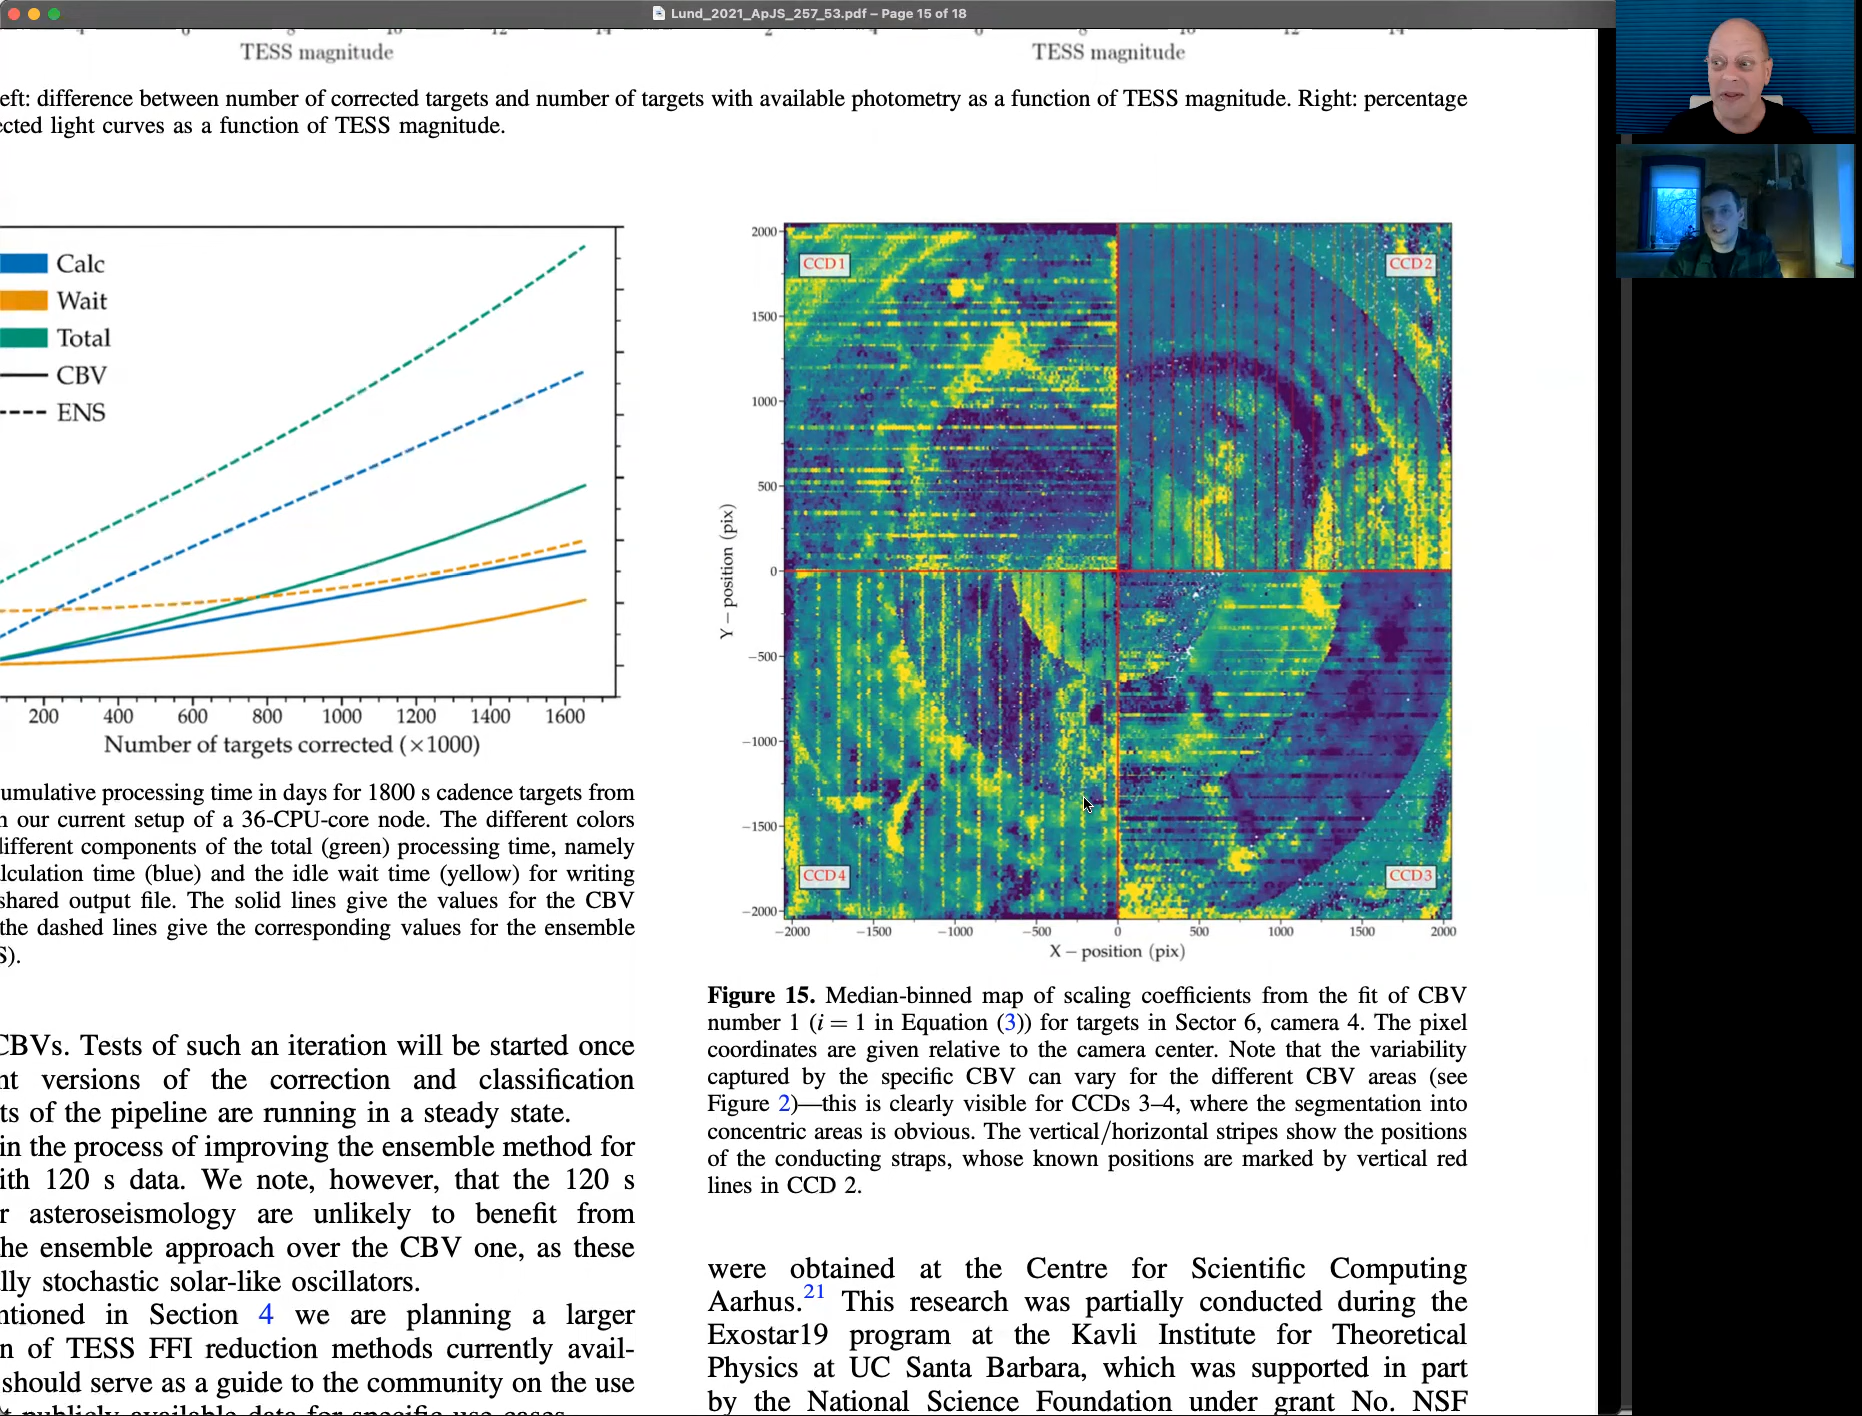 Lund_2021_ApJS_257_53.pdf – Page 15 of 18
TESS magnitude
TESS magnitude
eft: difference between number of corrected targets and number of targets with available photometry as a function of TESS magnitude. Right: percentage
ected light curves as a function of TESS magnitude.
Calc
Wait
Total
CBV
ENS
200 400 600 800 1000 1200 1400 1600
Number of targets corrected (×1000)
umulative processing time in days for 1800 s cadence targets from
n our current setup of a 36-CPU-core node. The different colors
ifferent components of the total (green) processing time, namely
lculation time (blue) and the idle wait time (yellow) for writing
shared output file. The solid lines give the values for the CBV
the dashed lines give the corresponding values for the ensemble
S).
CBVs. Tests of such an iteration will be started once
nt versions of the correction and classification
ts of the pipeline are running in a steady state.
in the process of improving the ensemble method for
ith 120 s data. We note, however, that the 120 s
r asteroseismology are unlikely to benefit from
he ensemble approach over the CBV one, as these
lly stochastic solar-like oscillators.
ntioned in Section 4 we are planning a larger
n of TESS FFI reduction methods currently avail-
should serve as a guide to the community on the use
t publicly available data for specific use cases.
2000
1500
1000
500
0
−500
−1000
−1500
−2000
Y – position (pix)
CCD 1
CCD 2
CCD 4
CCD 3
−2000 −1500 −1000 −500 0 500 1000 1500 2000
X – position (pix)
Figure 15. Median-binned map of scaling coefficients from the fit of CBV
number 1 (i = 1 in Equation (3)) for targets in Sector 6, camera 4. The pixel
coordinates are given relative to the camera center. Note that the variability
captured by the specific CBV can vary for the different CBV areas (see
Figure 2)—this is clearly visible for CCDs 3–4, where the segmentation into
concentric areas is obvious. The vertical/horizontal stripes show the positions
of the conducting straps, whose known positions are marked by vertical red
lines in CCD 2.
were obtained at the Centre for Scientific Computing
Aarhus.21 This research was partially conducted during the
Exostar19 program at the Kavli Institute for Theoretical
Physics at UC Santa Barbara, which was supported in part
by the National Science Foundation under grant No. NSF